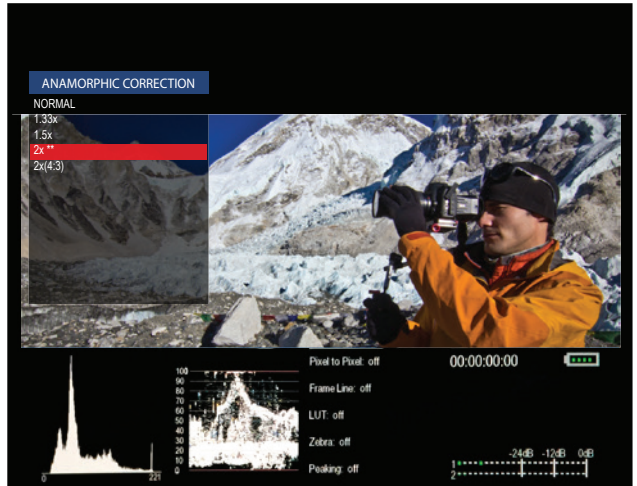 ANAMORPHIC CORRECTION
NORMAL
1.33x
1.5x
2x **
2x(4:3)
Pixel to Pixel: off
00:00:00:00
Frame Line: off
LUT: off
Zebra: off
Peaking: off
100
90
80
70
60
50
40
30
20
10
0
0
221
-24dB -12dB 0dB
1
2